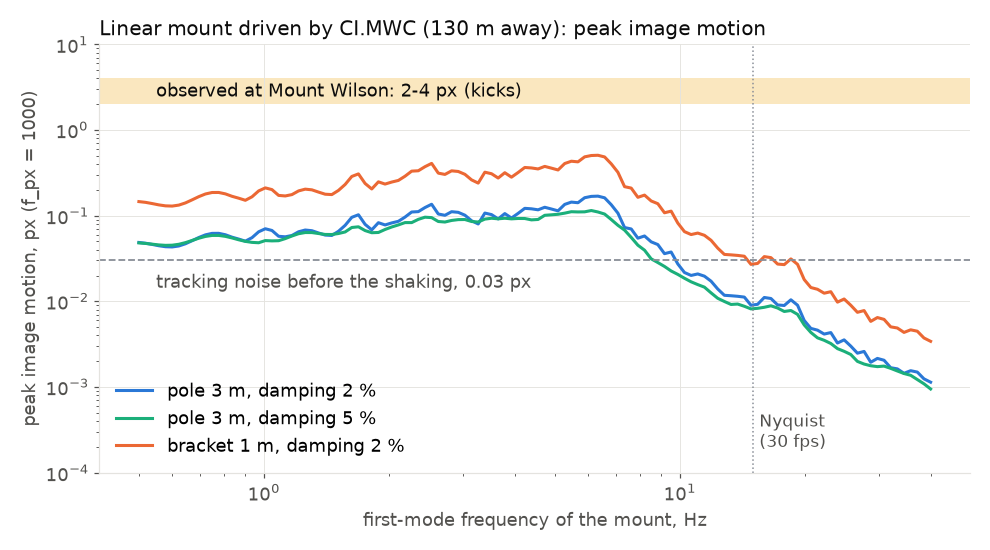 Linear mount driven by CI.MWC (130 m away): peak image motion
peak image motion, px (f_px = 1000)
10¹
10⁰
10⁻¹
10⁻²
10⁻³
10⁻⁴
observed at Mount Wilson: 2-4 px (kicks)
tracking noise before the shaking, 0.03 px
pole 3 m, damping 2 %
pole 3 m, damping 5 %
bracket 1 m, damping 2 %
Nyquist
(30 fps)
10⁰
10¹
first-mode frequency of the mount, Hz